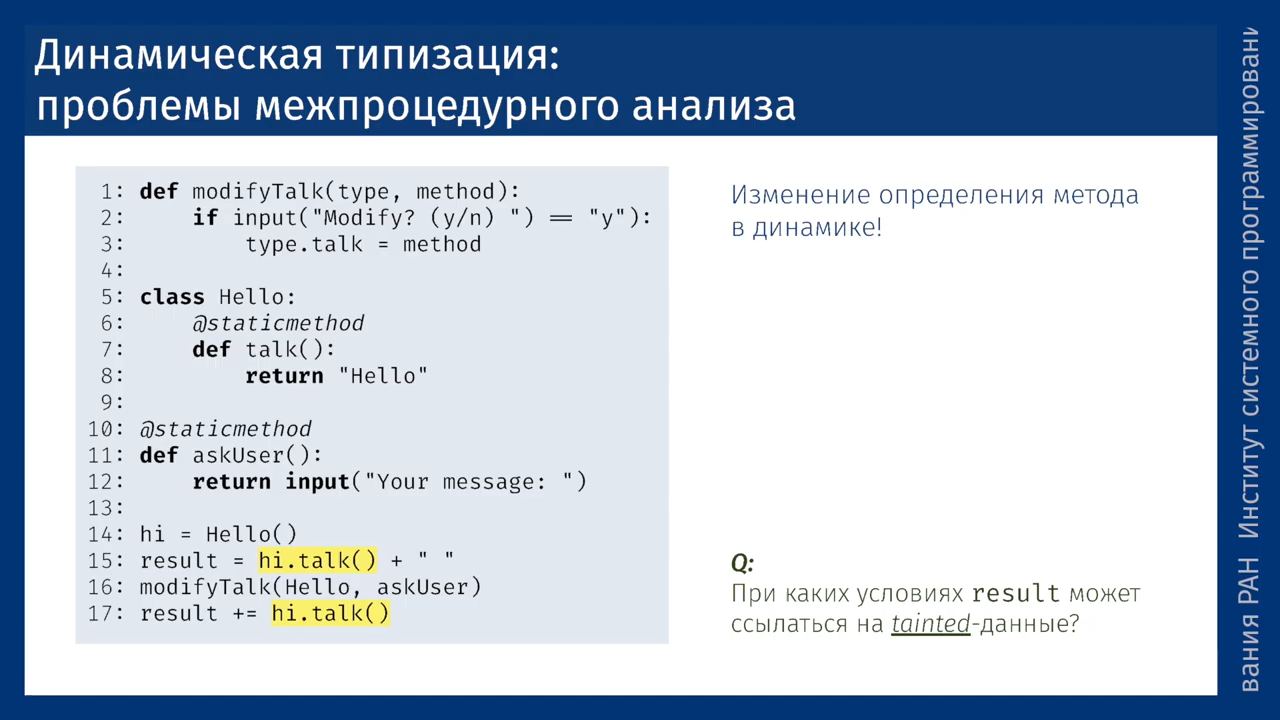 Динамическая типизация:
проблемы межпроцедурного анализа
1: def modifyTalk(type, method):
2:     if input("Modify? (y/n) ") == "y":
3:         type.talk = method
4:
5: class Hello:
6:     @staticmethod
7:     def talk():
8:         return "Hello"
9:
10: @staticmethod
11: def askUser():
12:     return input("Your message: ")
13:
14: hi = Hello()
15: result = hi.talk() + " "
16: modifyTalk(Hello, askUser)
17: result += hi.talk()
Изменение определения метода
в динамике!
Q:
При каких условиях result может
ссылаться на tainted-данные?
вания РАН Институт системного программировани